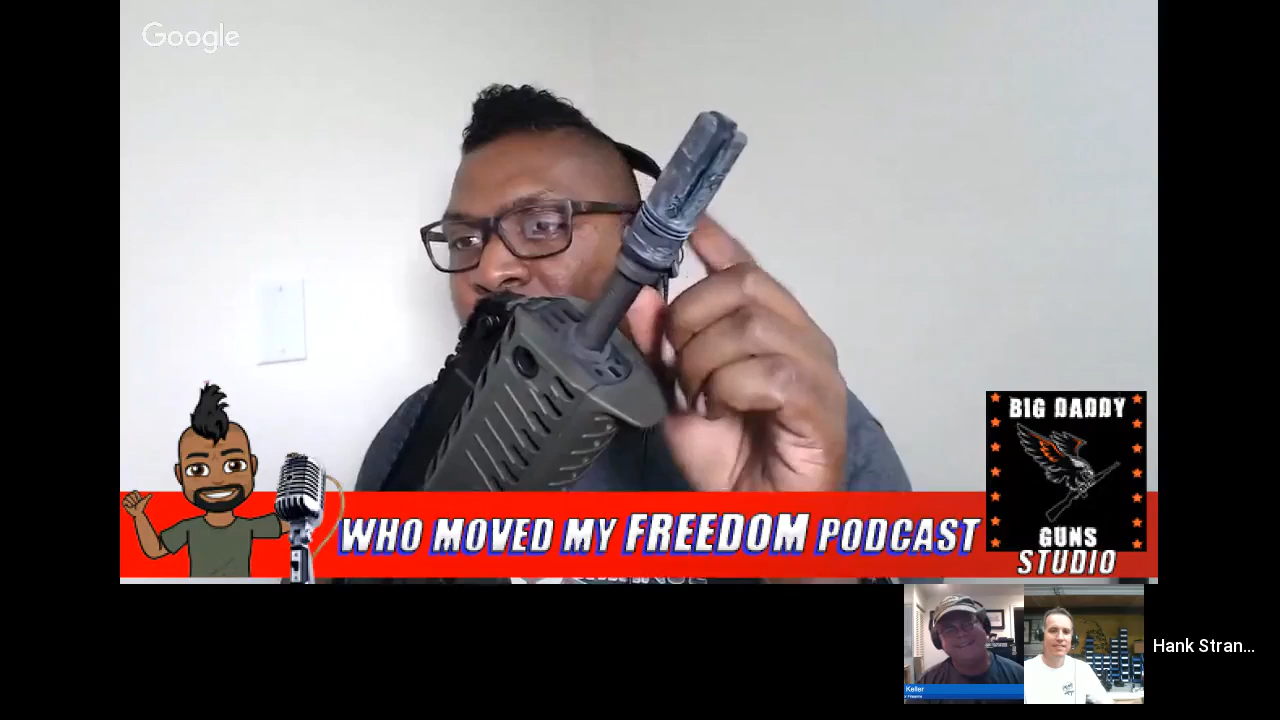 Google
BIG DADDY
GUNS
STUDIO
WHO MOVED MY FREEDOM PODCAST
Hank Stran...
Keller